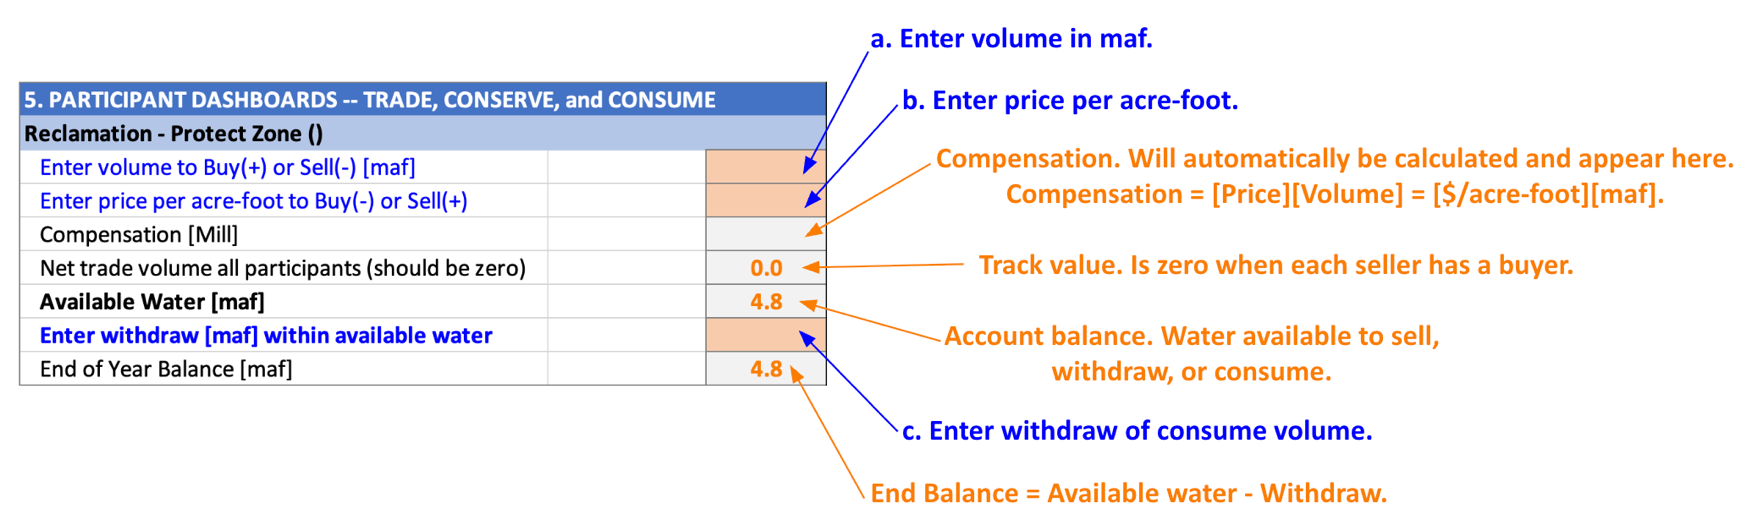 a. Enter volume in maf.
5. PARTICIPANT DASHBOARDS -- TRADE, CONSERVE, and CONSUME
b. Enter price per acre-foot.
Reclamation - Protect Zone ()
Enter volume to Buy(+) or Sell(-) [maf]
Compensation. Will automatically be calculated and appear here.
Compensation = [Price][Volume] = [$/acre-foot][maf].
Enter price per acre-foot to Buy(-) or Sell(+)
Compensation [Mill]
Net trade volume all participants (should be zero) 0.0
Track value. Is zero when each seller has a buyer.
Available Water [maf] 4.8
Account balance. Water available to sell,
withdraw, or consume.
Enter withdraw [maf] within available water
End of Year Balance [maf] 4.8
c. Enter withdraw of consume volume.
End Balance = Available water - Withdraw.